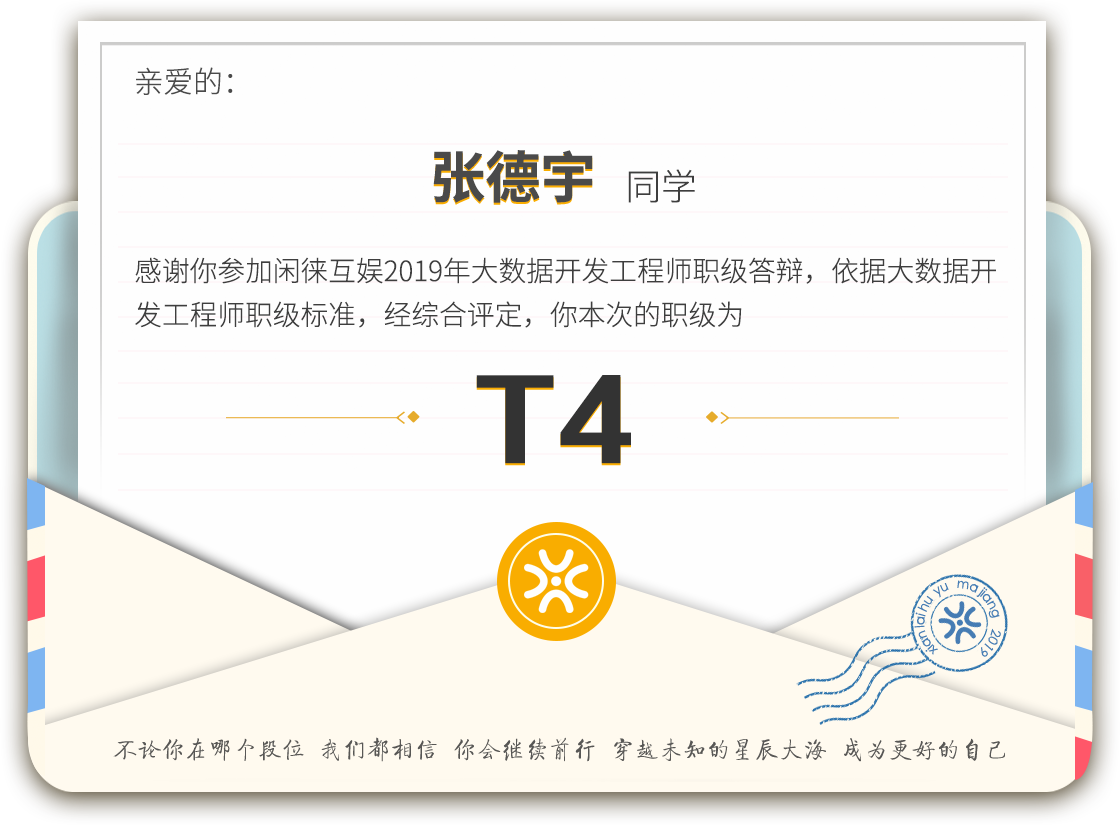 亲爱的：
张德宇 同学
感谢你参加闲徕互娱2019年大数据开发工程师职级答辩，依据大数据开
发工程师职级标准，经综合评定，你本次的职级为
T4
xianlaihu yu majiang 2019
不论你在哪个段位 我们都相信 你会继续前行 穿越未知的星辰大海 成为更好的自己